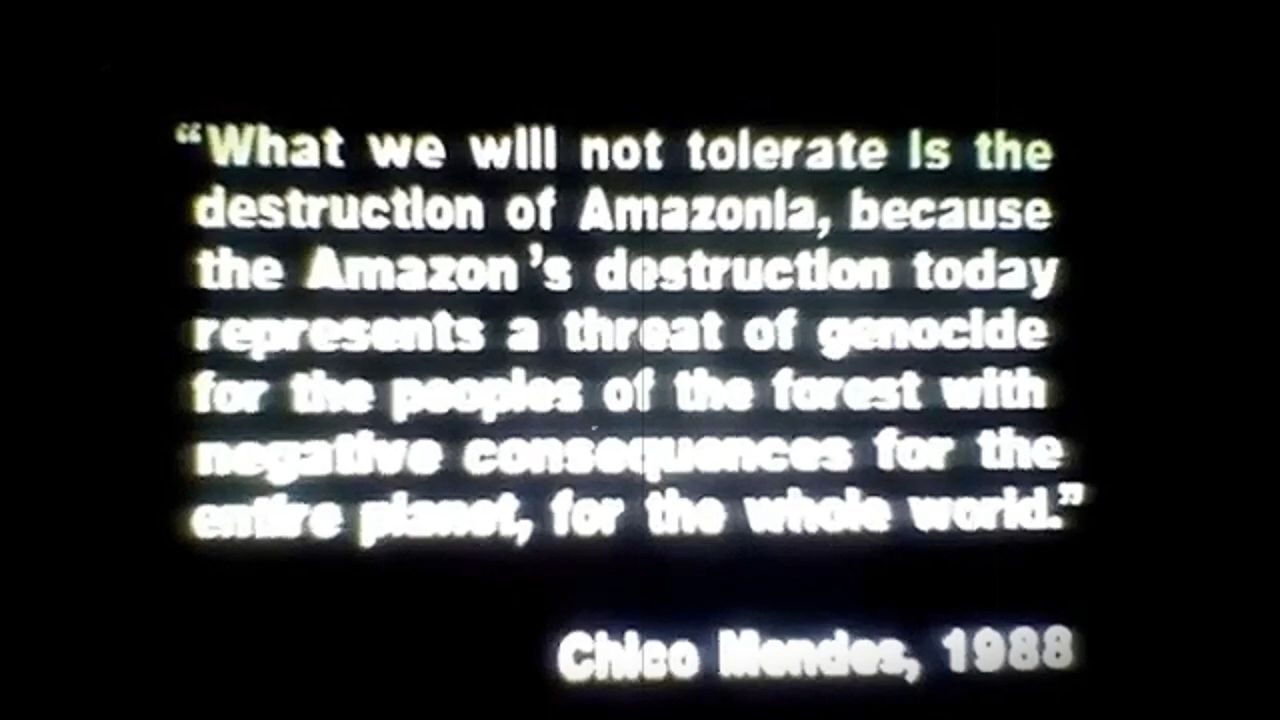 “What we will not tolerate is the
destruction of Amazonia, because
the Amazon’s destruction today
represents a threat of genocide
for the peoples of the forest with
negative consequences for the
entire planet, for the whole world.”
Chico Mendes, 1988